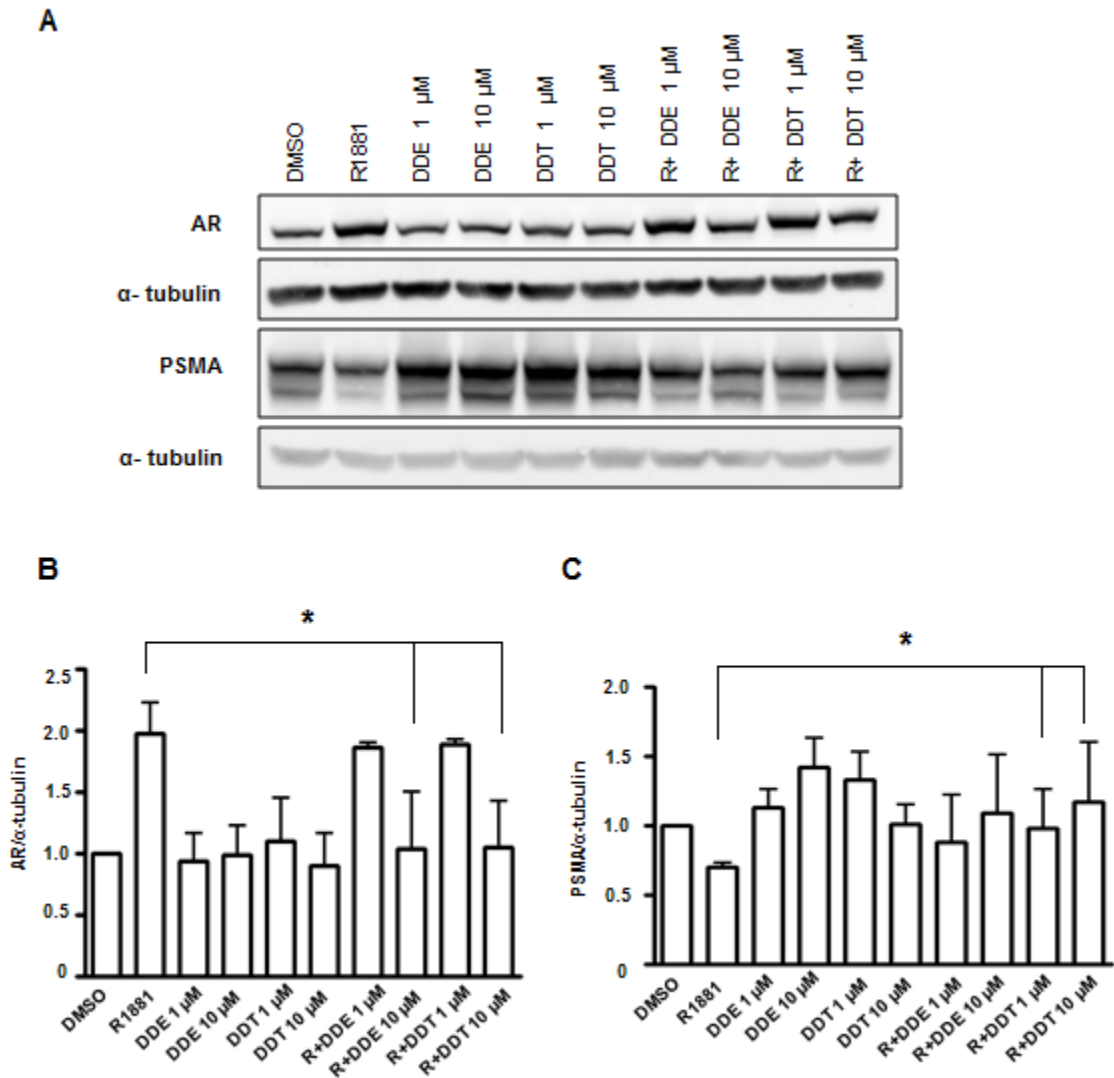 A
DMSO
R1881
DDE 1 µM
DDE 10 µM
DDT 1 µM
DDT 10 µM
R+ DDE 1 µM
R+ DDE 10 µM
R+ DDT 1 µM
R+ DDT 10 µM
AR
α- tubulin
PSMA
α- tubulin
B
*
AR/α-tubulin
2.5
2.0
1.5
1.0
0.5
0
DMSO
R1881
DDE 1 µM
DDE 10 µM
DDT 1 µM
DDT 10 µM
R+DDE 1 µM
R+DDE 10 µM
R+DDT 1 µM
R+DDT 10 µM
C
*
PSMA/α-tubulin
2.0
1.5
1.0
0.5
0
DMSO
R1881
DDE 1 µM
DDE 10 µM
DDT 1 µM
DDT 10 µM
R+DDE 1 µM
R+DDE 10 µM
R+DDT 1 µM
R+DDT 10 µM